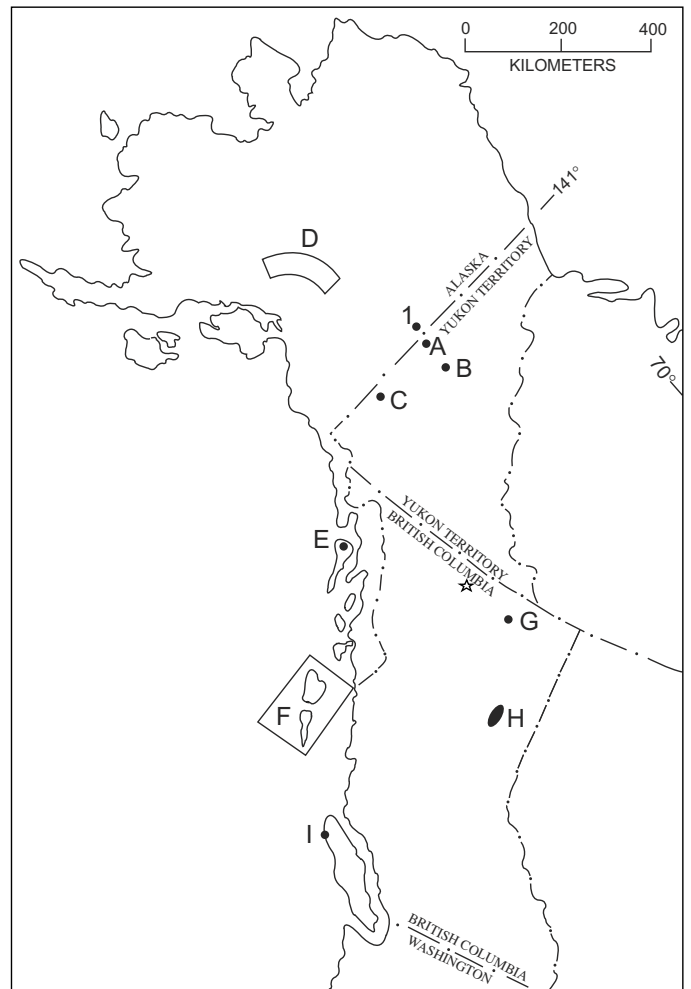 0 200 400
KILOMETERS
141°
D
ALASKA
YUKON TERRITORY
1
A
B
70°
C
YUKON TERRITORY
BRITISH COLUMBIA
E
G
F
H
I
BRITISH COLUMBIA
WASHINGTON